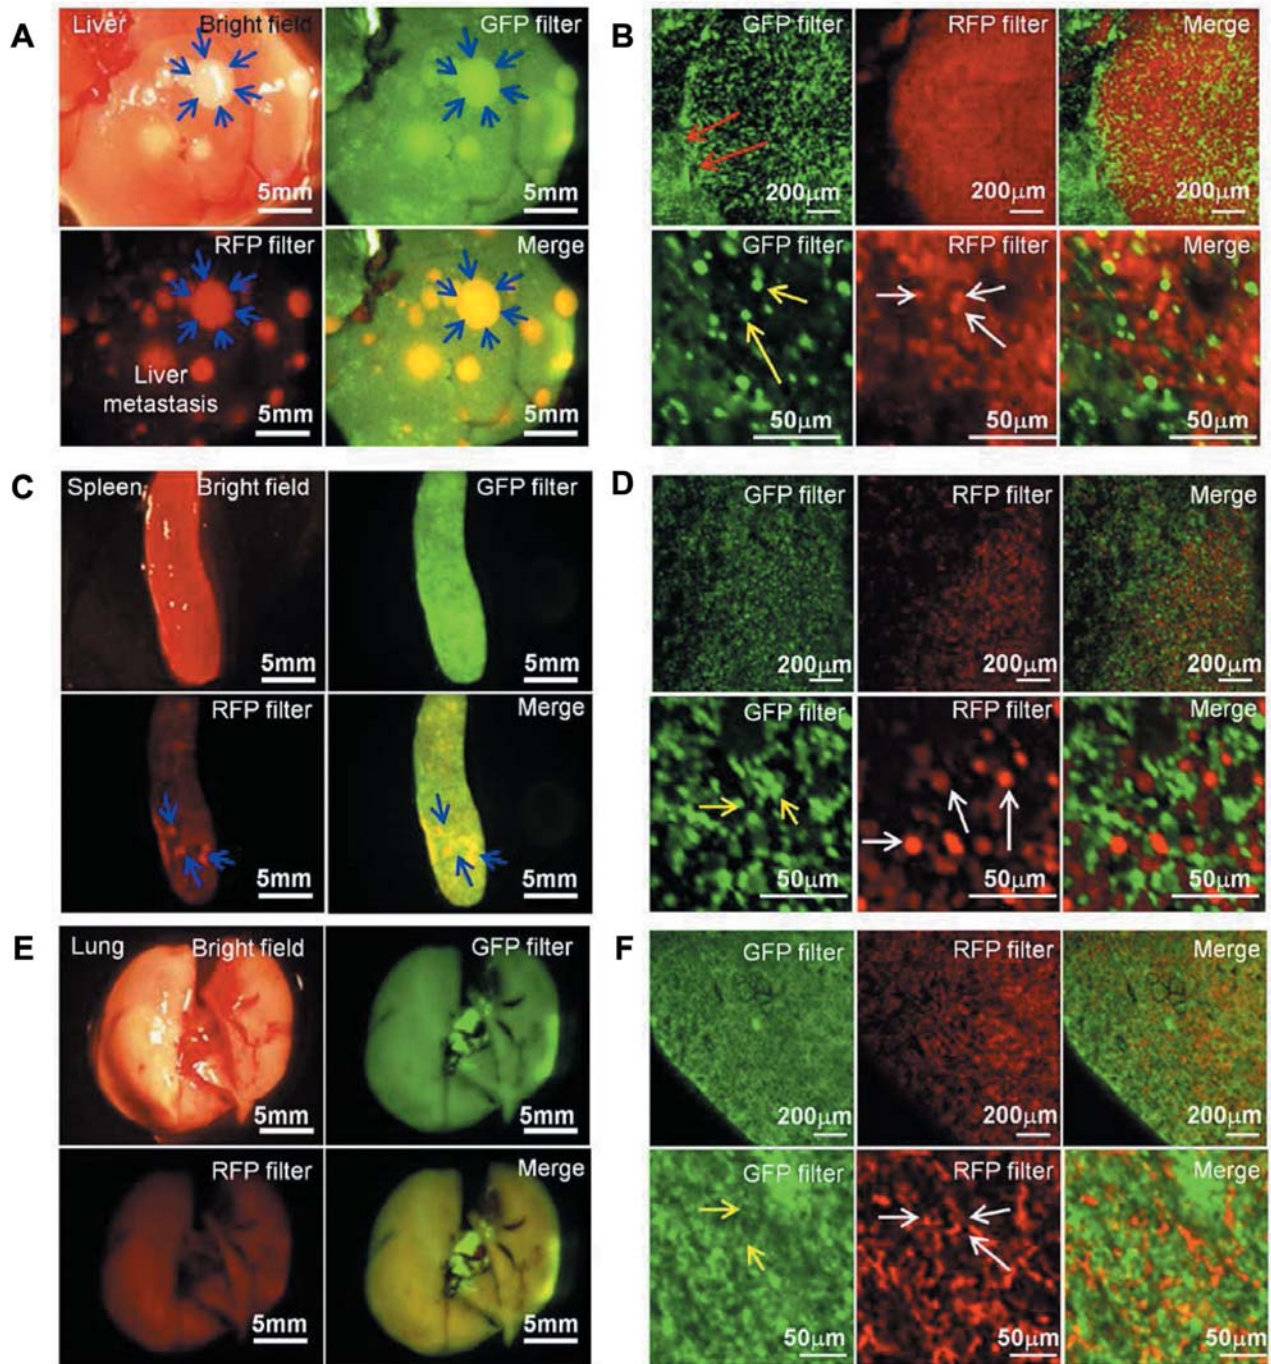 A
Liver
Bright field
GFP filter
5mm
5mm
RFP filter
Merge
Liver
metastasis
5mm
5mm
B
GFP filter
RFP filter
Merge
200μm
200μm
200μm
GFP filter
RFP filter
Merge
50μm
50μm
50μm
C
Spleen
Bright field
GFP filter
5mm
5mm
RFP filter
Merge
5mm
5mm
D
GFP filter
RFP filter
Merge
200μm
200μm
200μm
GFP filter
RFP filter
Merge
50μm
50μm
50μm
E
Lung
Bright field
GFP filter
5mm
5mm
RFP filter
Merge
5mm
5mm
F
GFP filter
RFP filter
Merge
200μm
200μm
200μm
GFP filter
RFP filter
Merge
50μm
50μm
50μm